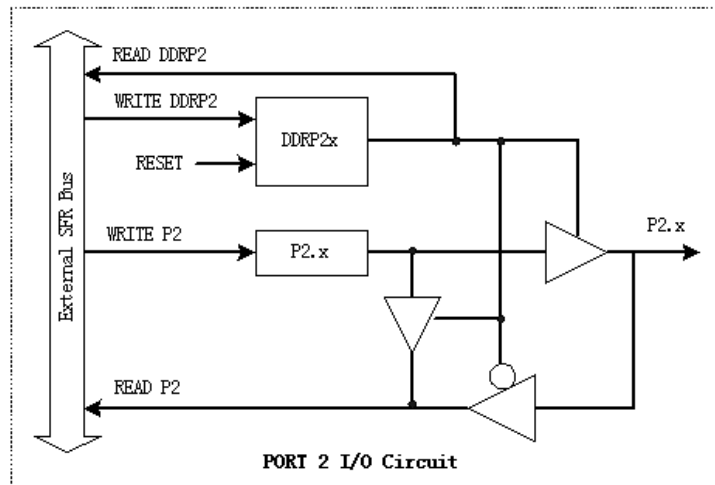 READ DDRP2
WRITE DDRP2
DDRP2x
RESET
External SFR Bus
WRITE P2
P2.x
P2.x
READ P2
PORT 2 I/O Circuit